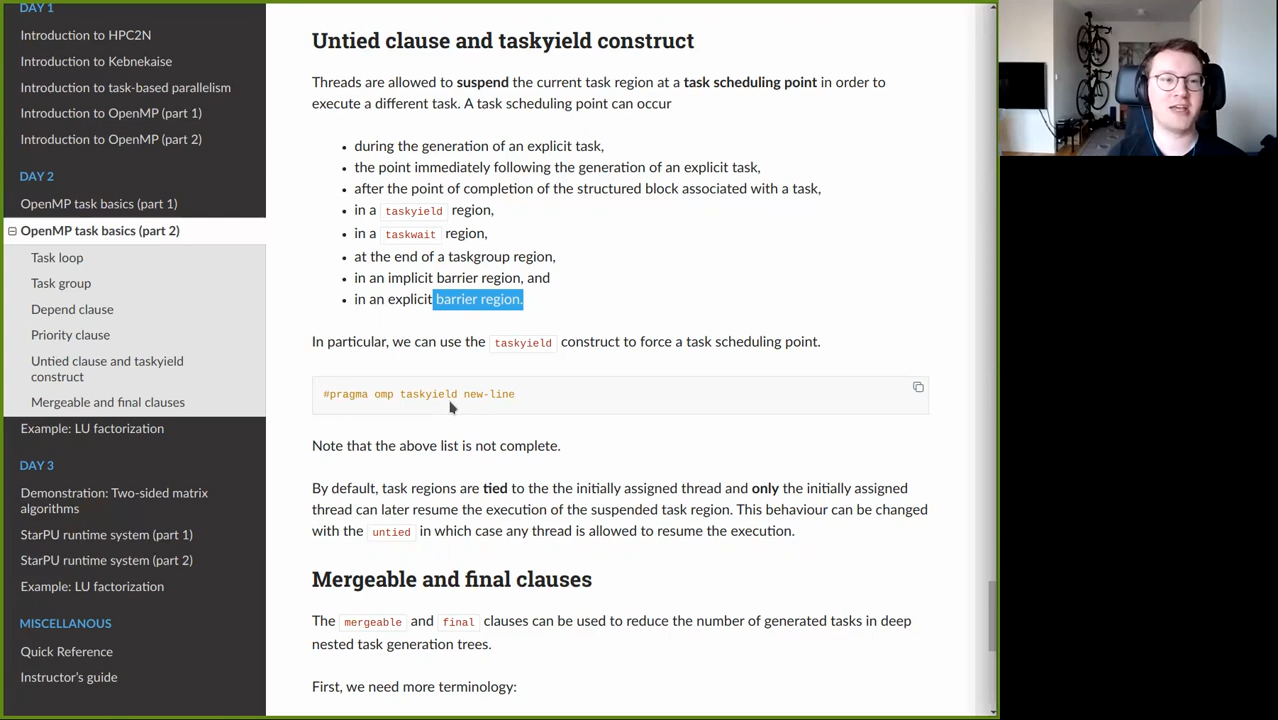 DAY 1
Introduction to HPC2N
Introduction to Kebnekaise
Introduction to task-based parallelism
Introduction to OpenMP (part 1)
Introduction to OpenMP (part 2)
DAY 2
OpenMP task basics (part 1)
OpenMP task basics (part 2)
Task loop
Task group
Depend clause
Priority clause
Untied clause and taskyield
construct
Mergeable and final clauses
Example: LU factorization
DAY 3
Demonstration: Two-sided matrix
algorithms
StarPU runtime system (part 1)
StarPU runtime system (part 2)
Example: LU factorization
MISCELLANOUS
Quick Reference
Instructor's guide
Untied clause and taskyield construct
Threads are allowed to suspend the current task region at a task scheduling point in order to
execute a different task. A task scheduling point can occur
• during the generation of an explicit task,
• the point immediately following the generation of an explicit task,
• after the point of completion of the structured block associated with a task,
• in a taskyield region,
• in a taskwait region,
• at the end of a taskgroup region,
• in an implicit barrier region, and
• in an explicit barrier region.
In particular, we can use the taskyield construct to force a task scheduling point.
#pragma omp taskyield new-line
Note that the above list is not complete.
By default, task regions are tied to the the initially assigned thread and only the initially assigned
thread can later resume the execution of the suspended task region. This behaviour can be changed
with the untied in which case any thread is allowed to resume the execution.
Mergeable and final clauses
The mergeable and final clauses can be used to reduce the number of generated tasks in deep
nested task generation trees.
First, we need more terminology: